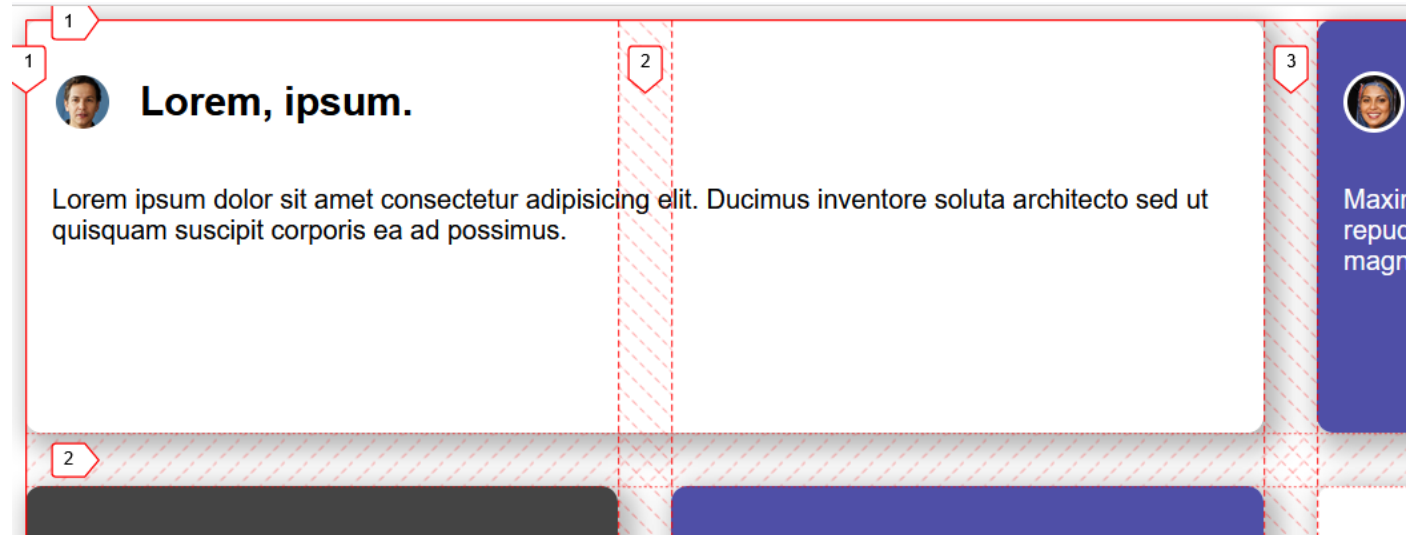 1
1
2
3
Lorem, ipsum.
Lorem ipsum dolor sit amet consectetur adipisicing elit. Ducimus inventore soluta architecto sed ut
quisquam suscipit corporis ea ad possimus.
2